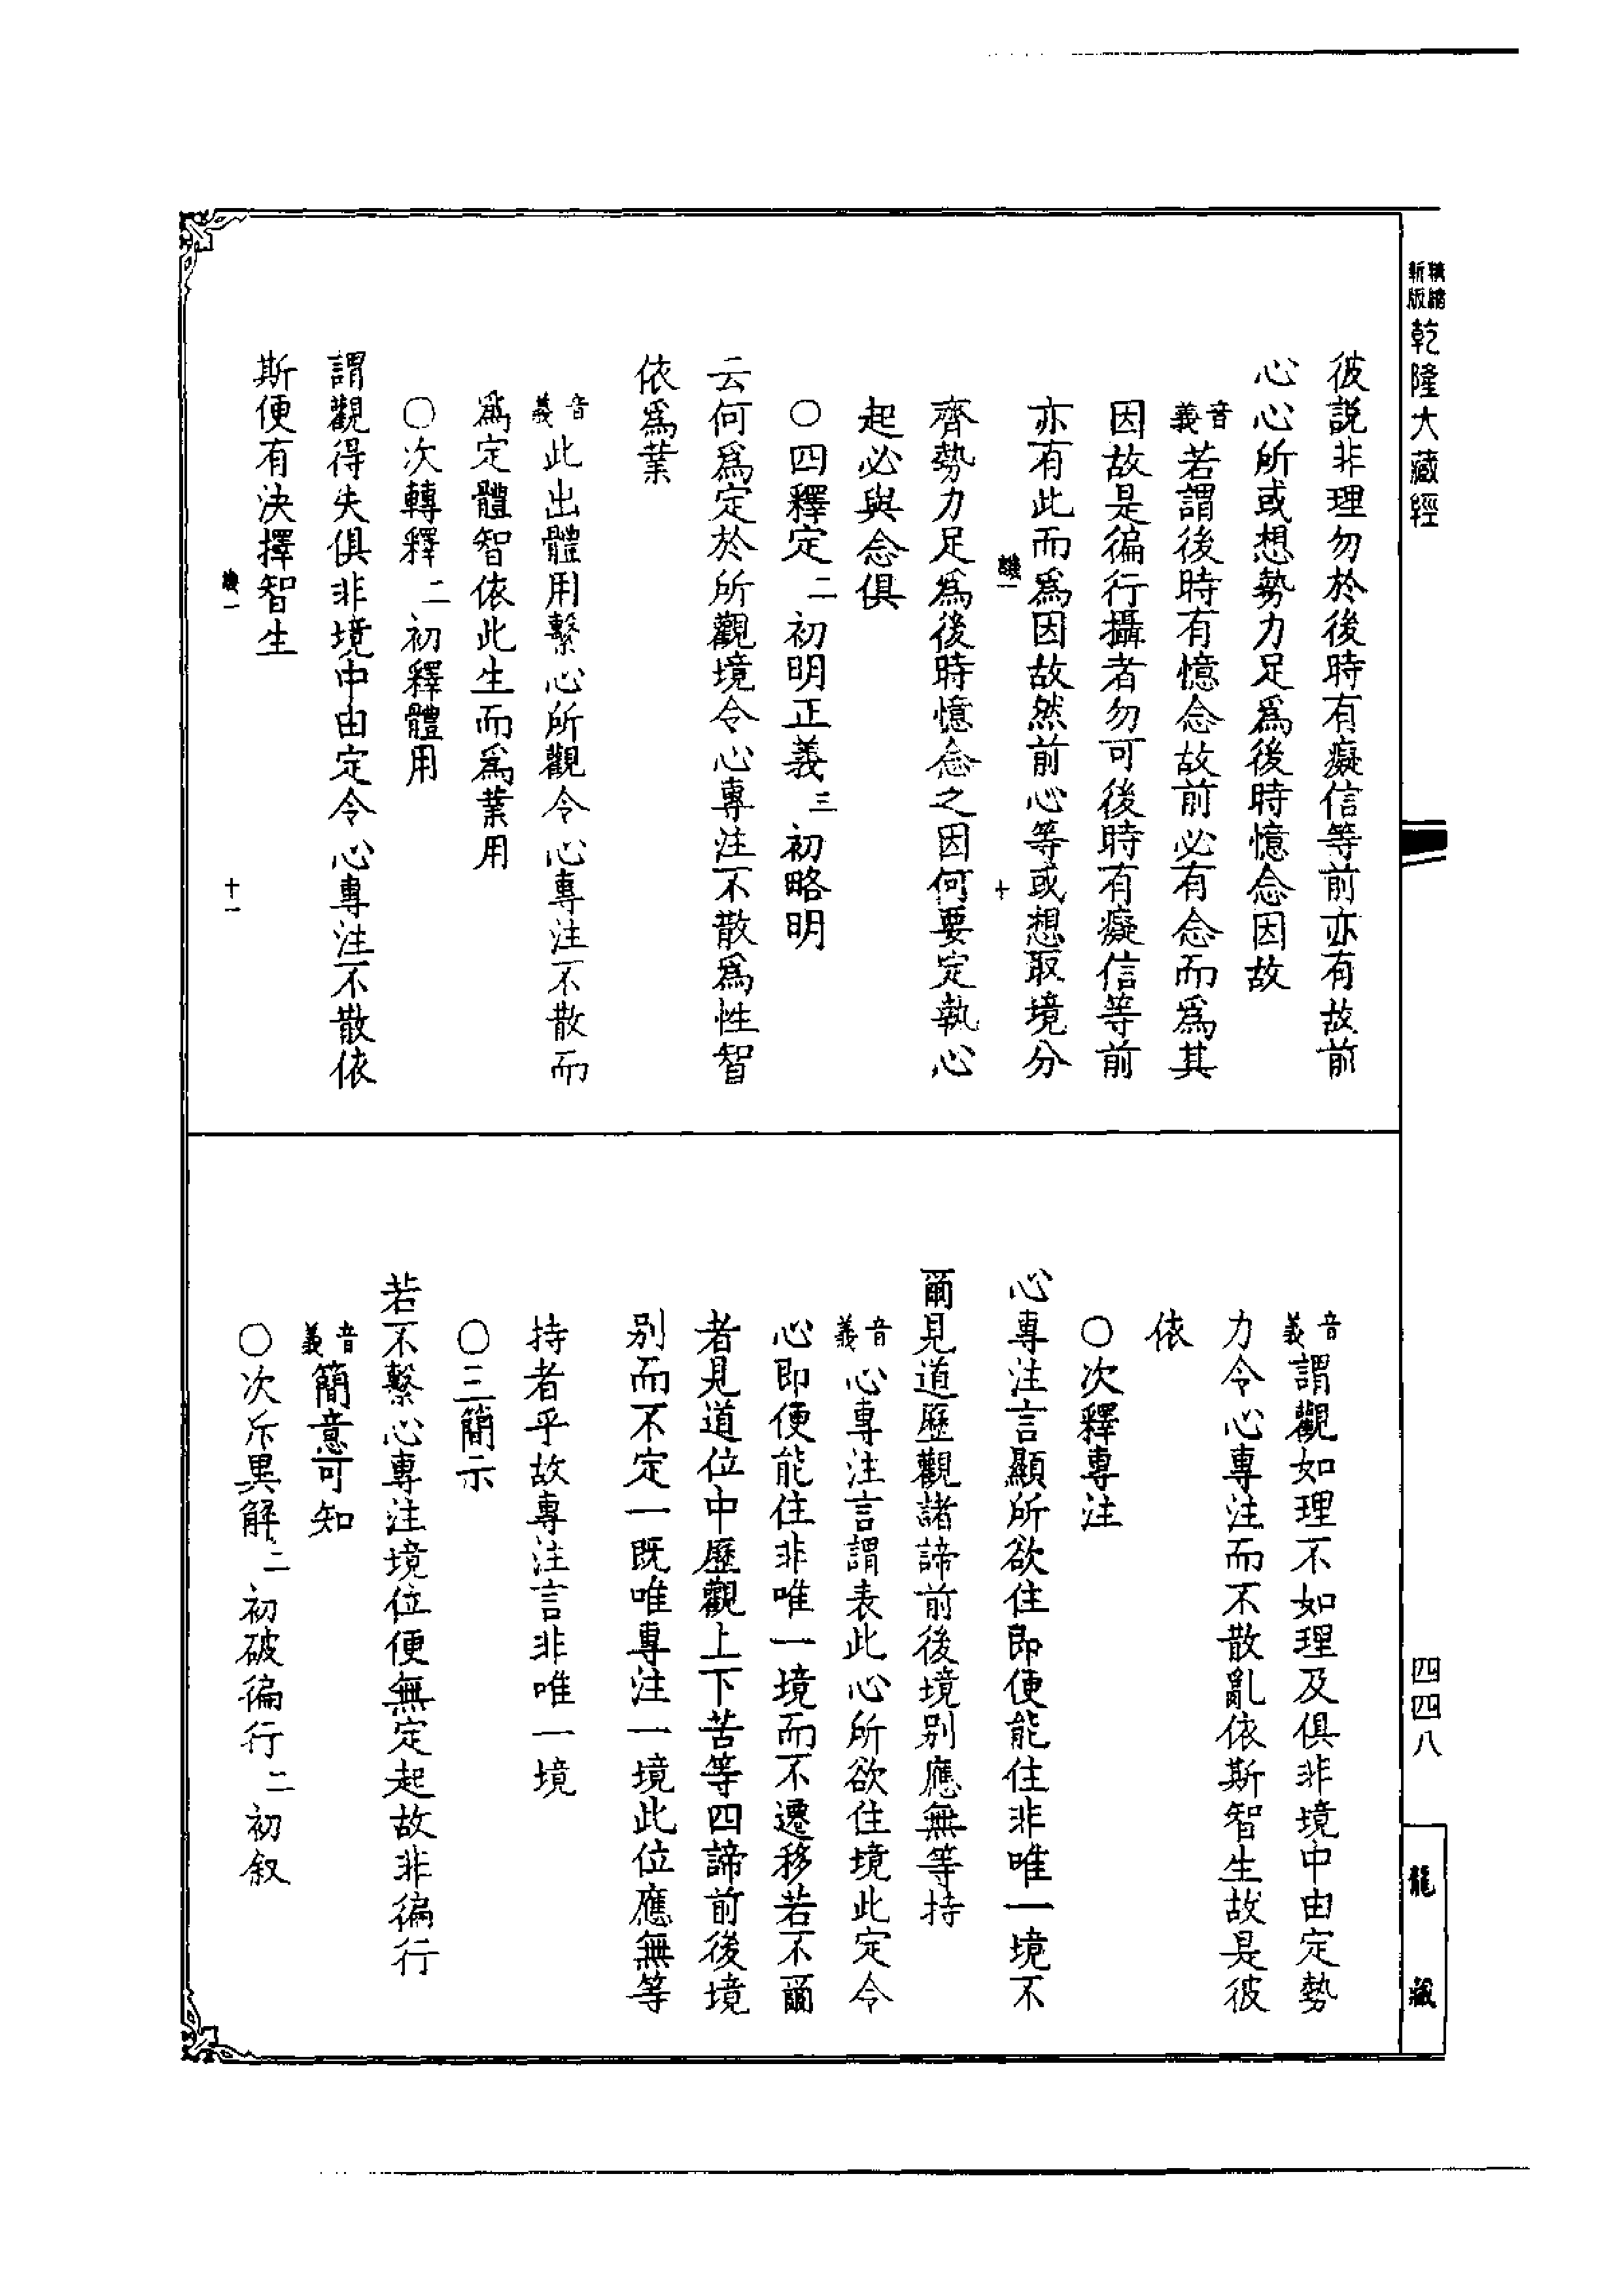 新版
精縮
乾隆大藏經
彼說非理勿於後時有癡信等前亦有故前
心心所或想勢力足爲後時憶念因故
音義若謂後時有憶念故前必有念而爲其
因故是徧行攝者勿可後時有癡信等前
亦有此而爲因故然前心等或想取境分
十
齊勢力足爲後時憶念之因何要定執心
起必與念俱
〇四釋定二初明正義三初略明
云何爲定於所觀境令心專注不散爲性智
依爲業
音義此出體用繫心所觀令心專注不散而
爲定體智依此生而爲業用
〇次轉釋二初釋體用
謂觀得失俱非境中由定令心專注不散依
斯便有決擇智生
十一
音義謂觀如理不如理及俱非境中由定勢
力令心專注而不散亂依斯智生故是彼
依
〇次釋專注
心專注言顯所欲住即便能住非唯一境不
爾見道歷觀諸諦前後境別應無等持
音義心專注言謂表此心所欲住境此定令
心即便能住非唯一境而不遷移若不爾
者見道位中歷觀上下苦等四諦前後境
別而不定一既唯專注一境此位應無等
持者乎故專注言非唯一境
〇三簡示
若不繫心專注境位便無定起故非徧行
音義簡意可知
〇次斥異解二初破徧行二初叙
四四八
龍藏